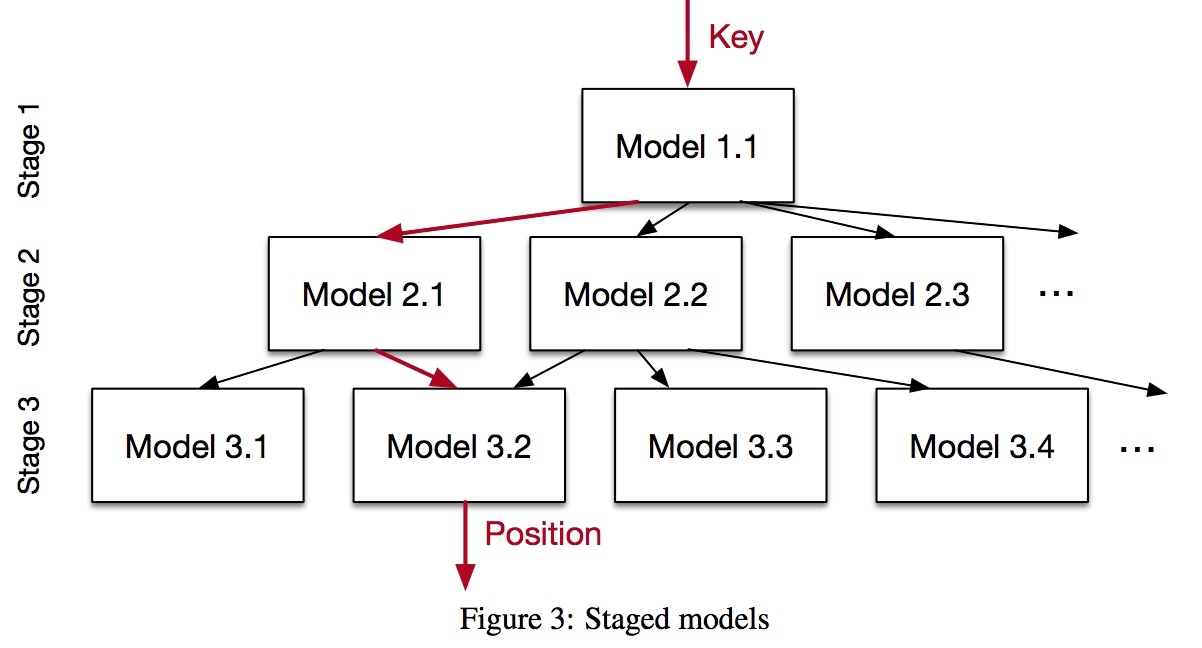 Key
Stage 1
Model 1.1
Stage 2
Model 2.1
Model 2.2
Model 2.3
...
Stage 3
Model 3.1
Model 3.2
Model 3.3
Model 3.4
...
Position
Figure 3: Staged models